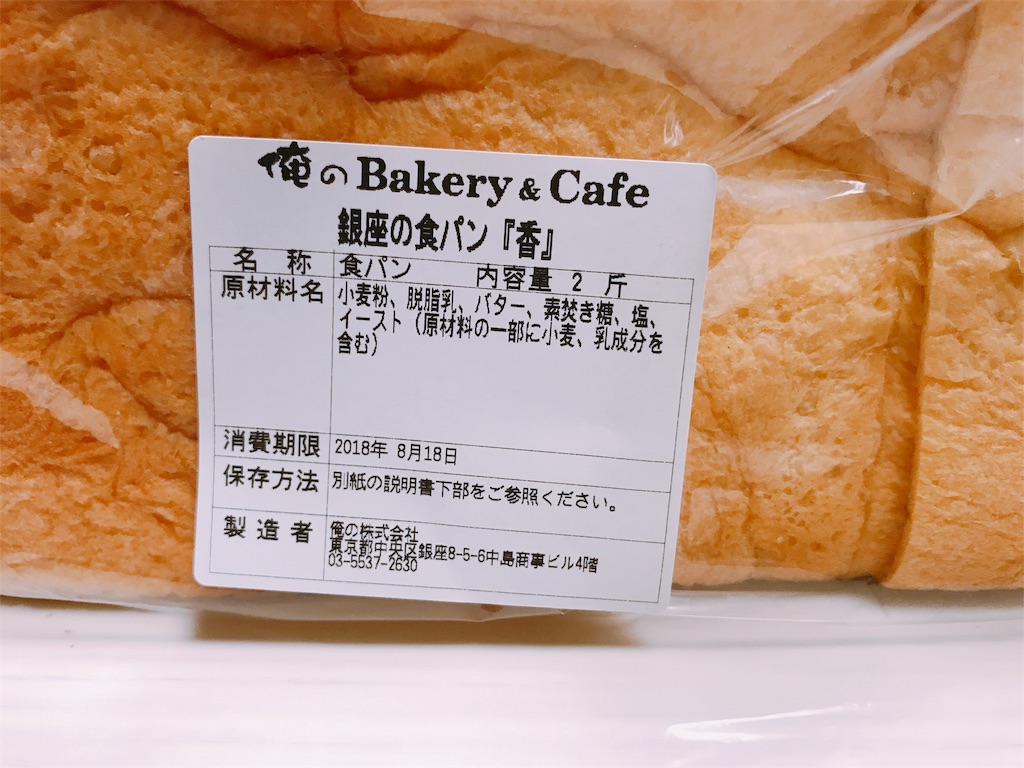 俺のBakery & Cafe
銀座の食パン『香』
名称 食パン 内容量 2 斤
原材料名 小麦粉、脱脂乳、バター、素焚き糖、塩、
イースト（原材料の一部に小麦、乳成分を
含む）
消費期限 2018年 8月18日
保存方法 別紙の説明書下部をご参照ください。
製造者 俺の株式会社
東京都中央区銀座8-5-6中島商事ビル4階
03-5537-2630